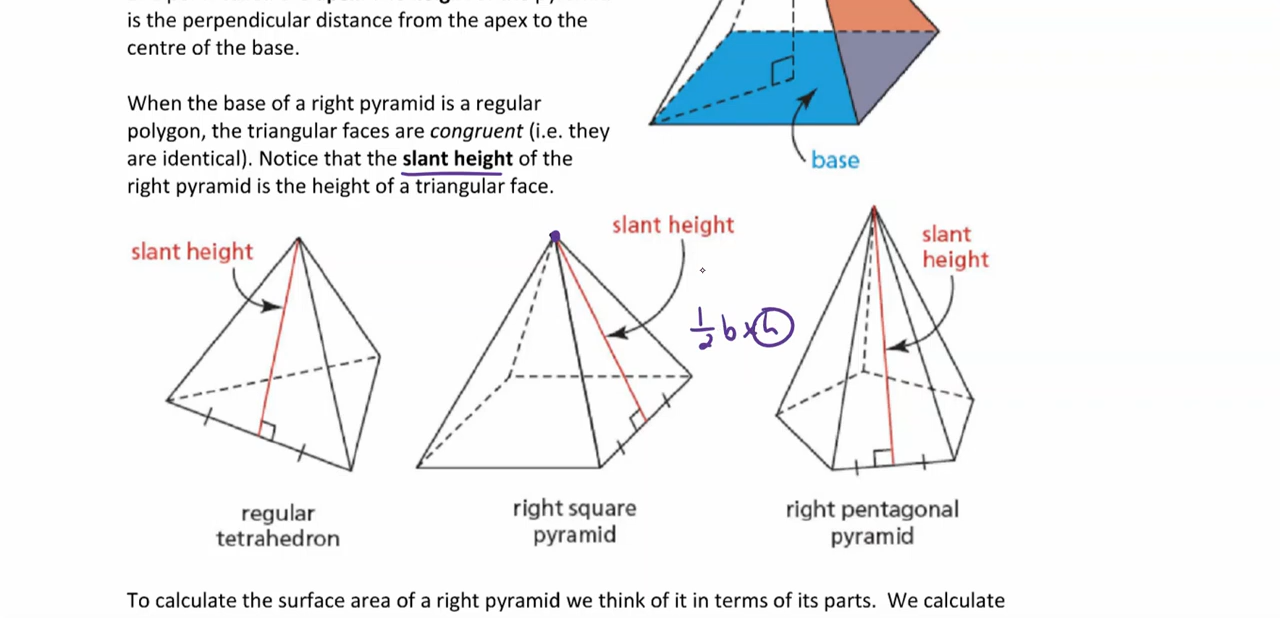 is the perpendicular distance from the apex to the
centre of the base.
When the base of a right pyramid is a regular
polygon, the triangular faces are congruent (i.e. they
are identical). Notice that the slant height of the
right pyramid is the height of a triangular face.
base
slant height
slant height
slant
height
1/2 b x h
regular
tetrahedron
right square
pyramid
right pentagonal
pyramid
To calculate the surface area of a right pyramid we think of it in terms of its parts. We calculate